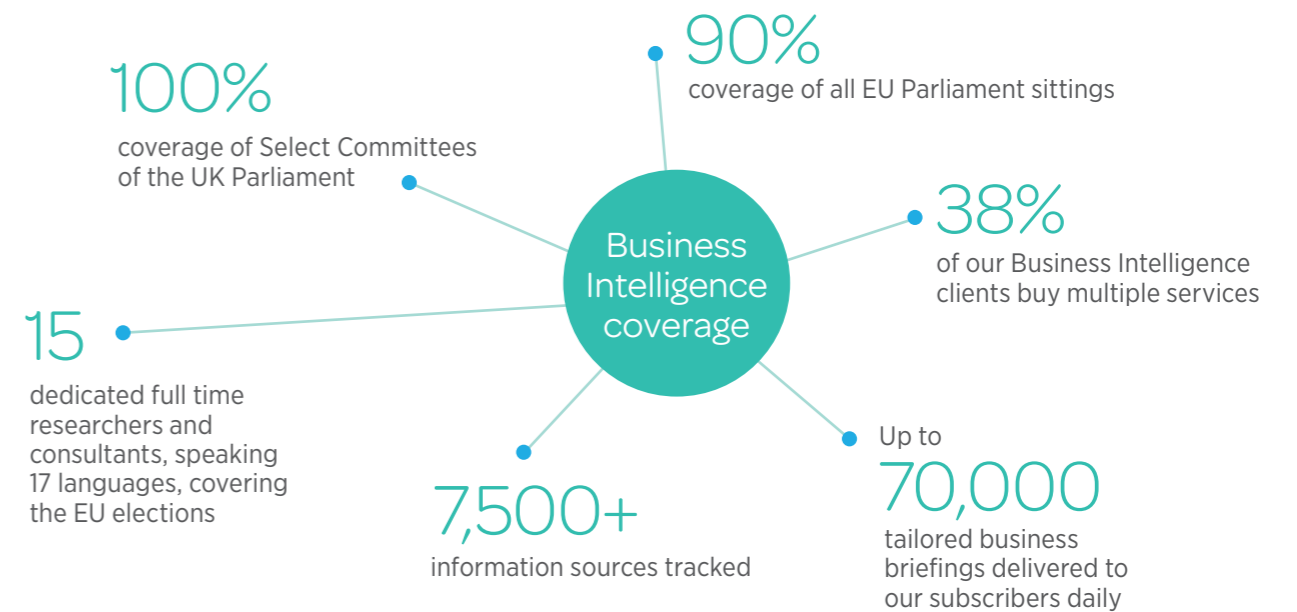 100%
coverage of Select Committees
of the UK Parliament
90%
coverage of all EU Parliament sittings
38%
of our Business Intelligence
clients buy multiple services
Business
Intelligence
coverage
15
dedicated full time
researchers and
consultants, speaking
17 languages, covering
the EU elections
7,500+
information sources tracked
Up to
70,000
tailored business
briefings delivered to
our subscribers daily